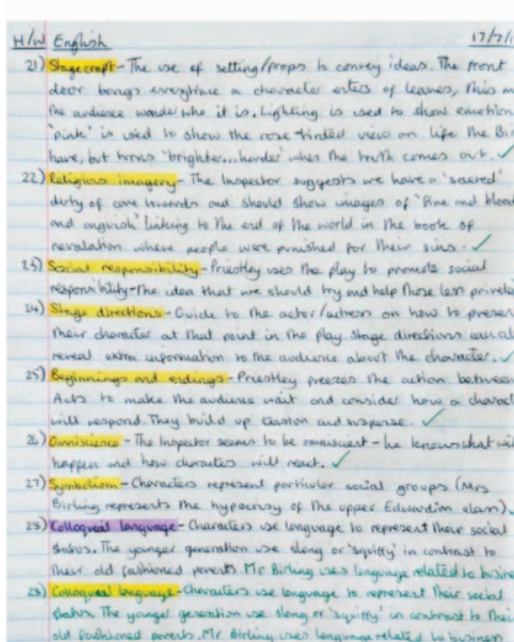 H/W English 17/7/1
21) Stagecraft - The use of setting/props to convey ideas. The front
door bangs everytime a character enters of leaves, this m
the audience wonder who it is. Lighting is used to show emotion
'pink' is used to show the rose-tinted view on life the Bir
have, but turns "brighter...harder" when the truth comes out. ✓
22) Religious imagery - The Inspector suggests we have a 'sacred'
duty of care towards and should show images of "Fire and blood
and anguish" linking to the end of the world in the book of
revalation where people were punished for their sins. ✓
23) Social responsibility - Priestley uses the play to promote social
responsibility - the idea that we should try and help those less privele
24) Stage directions - Guide to the actor/actress on how to presen
their character at that point in the play. Stage directions can al
reveal extra information to the audience about the character. ✓
25) Beginnings and endings - Priestley freezes the action between
Acts to make the audience wait and consider how a charact
will respond. They build up tension and suspense. ✓
26) Omniscience - The Inspector seems to be omniscient - he knows what wil
happen and how characters will react. ✓
27) Symbolism - Characters represent particular social groups (Mrs
Birling represents the hypocrisy of the upper Edwardian class).
28) Colloqueal language - Characters use language to represent their social
status. The younger generation use slang or 'squiffy' in contrast to
their old fashioned parents. Mr Birling uses language related to busine
28) Colloqueal language - Characters use language to represent their social
status. The younger generation use slang or 'squiffy' in contrast to their
old fashioned parents. Mr Birling uses language related to business